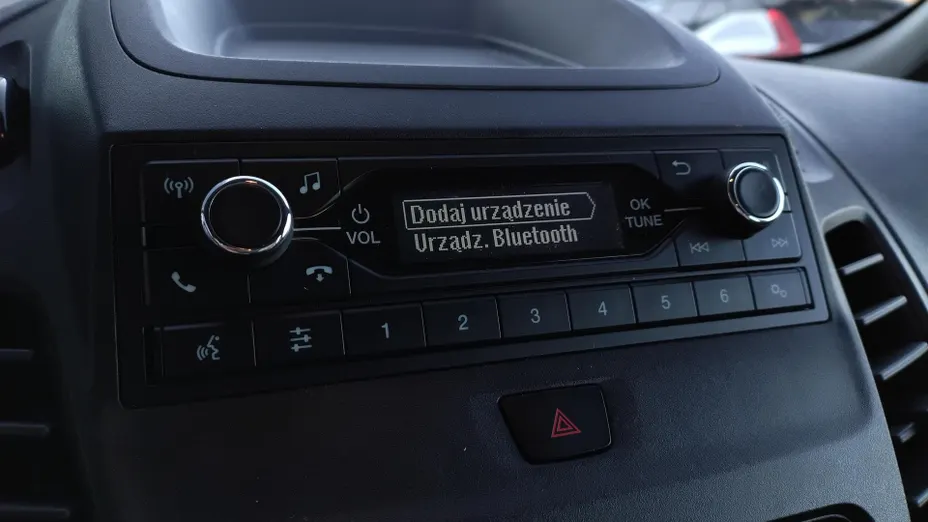 Dodaj urządzenie
Urządz. Bluetooth
VOL
OK
TUNE
1 2 3 4 5 6